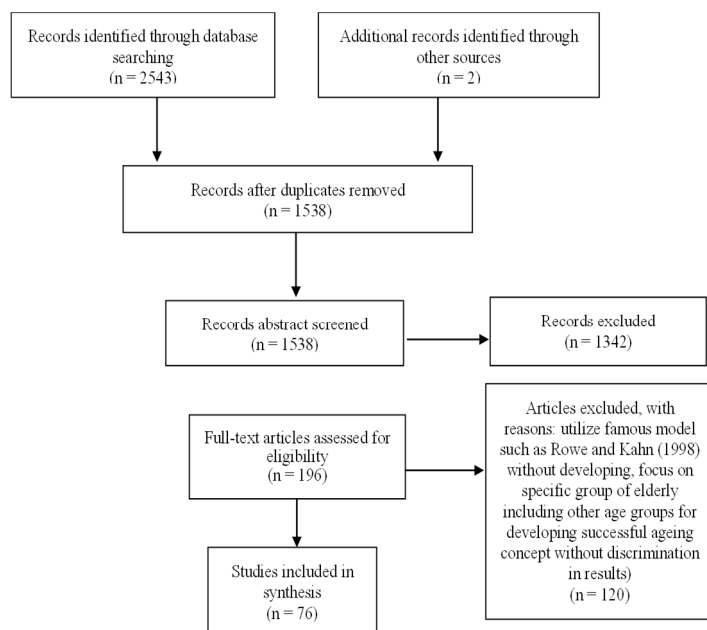 Records identified through database
searching
(n = 2543)
Additional records identified through
other sources
(n = 2)
Records after duplicates removed
(n = 1538)
Records abstract screened
(n = 1538)
Records excluded
(n = 1342)
Full-text articles assessed for
eligibility
(n = 196)
Articles excluded, with
reasons: utilize famous model
such as Rowe and Kahn (1998)
without developing, focus on
specific group of elderly
including other age groups for
developing successful ageing
concept without discrimination
in results)
(n = 120)
Studies included in
synthesis
(n = 76)